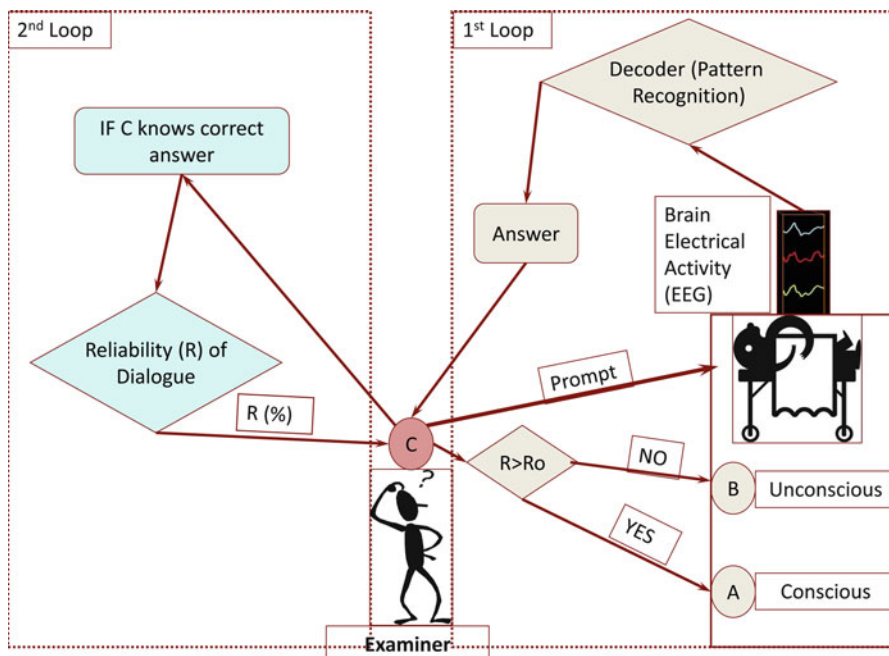 2nd Loop
1st Loop
Decoder (Pattern
Recognition)
IF C knows correct
answer
Answer
Brain
Electrical
Activity
(EEG)
Reliability (R) of
Dialogue
R (%)
Prompt
C
R>Ro
NO
B
Unconscious
?
YES
A
Conscious
Examiner